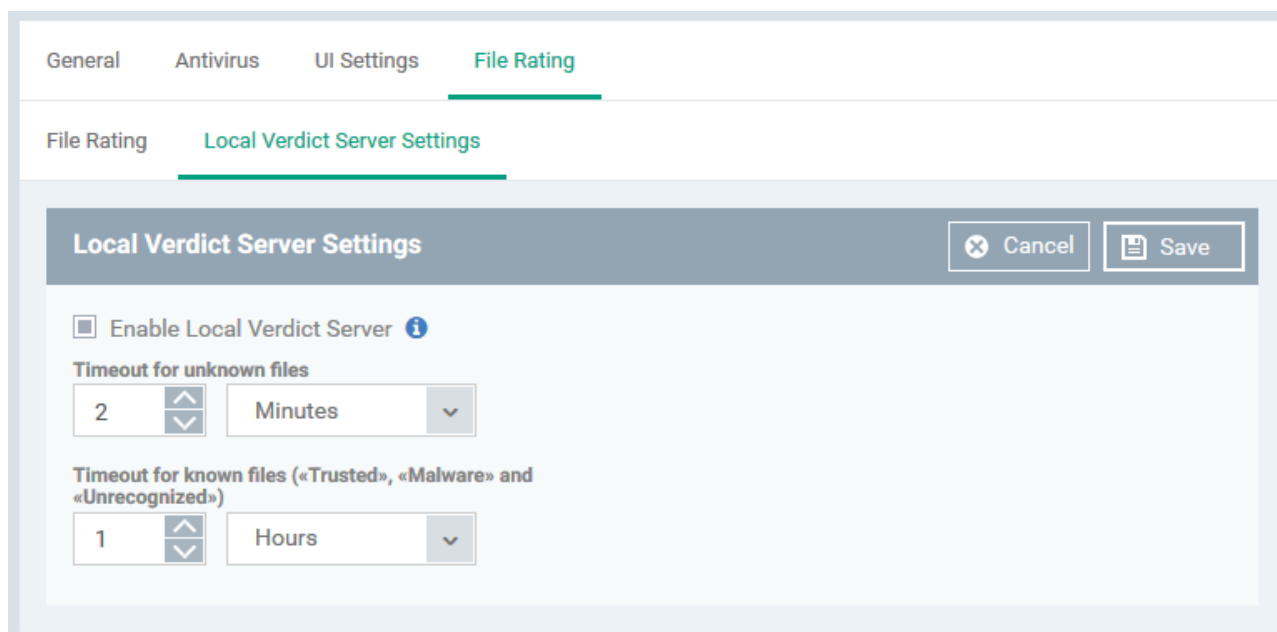 General Antivirus UI Settings File Rating
File Rating Local Verdict Server Settings
Local Verdict Server Settings Cancel Save
Enable Local Verdict Server
Timeout for unknown files
2 Minutes
Timeout for known files («Trusted», «Malware» and
«Unrecognized»)
1 Hours